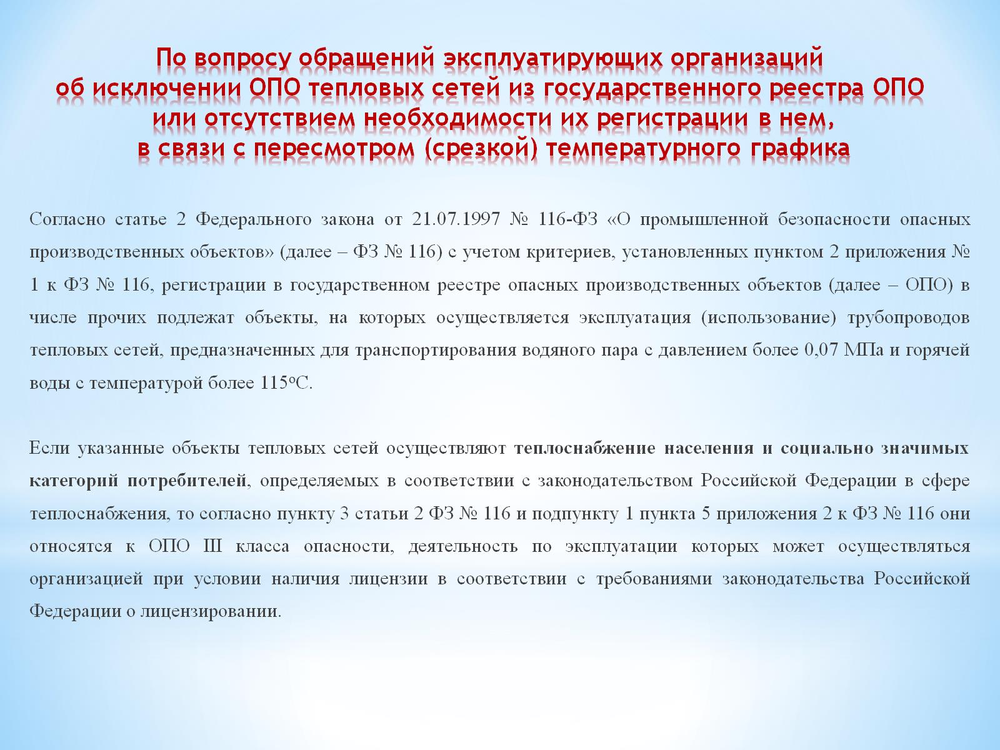 По вопросу обращений эксплуатирующих организаций
об исключении ОПО тепловых сетей из государственного реестра ОПО
или отсутствием необходимости их регистрации в нем,
в связи с пересмотром (срезкой) температурного графика
Согласно статье 2 Федерального закона от 21.07.1997 № 116-ФЗ «О промышленной безопасности опасных
производственных объектов» (далее – ФЗ № 116) с учетом критериев, установленных пунктом 2 приложения №
1 к ФЗ № 116, регистрации в государственном реестре опасных производственных объектов (далее – ОПО) в
числе прочих подлежат объекты, на которых осуществляется эксплуатация (использование) трубопроводов
тепловых сетей, предназначенных для транспортирования водяного пара с давлением более 0,07 МПа и горячей
воды с температурой более 115ºС.
Если указанные объекты тепловых сетей осуществляют теплоснабжение населения и социально значимых
категорий потребителей, определяемых в соответствии с законодательством Российской Федерации в сфере
теплоснабжения, то согласно пункту 3 статьи 2 ФЗ № 116 и подпункту 1 пункта 5 приложения 2 к ФЗ № 116 они
относятся к ОПО III класса опасности, деятельность по эксплуатации которых может осуществляться
организацией при условии наличия лицензии в соответствии с требованиями законодательства Российской
Федерации о лицензировании.